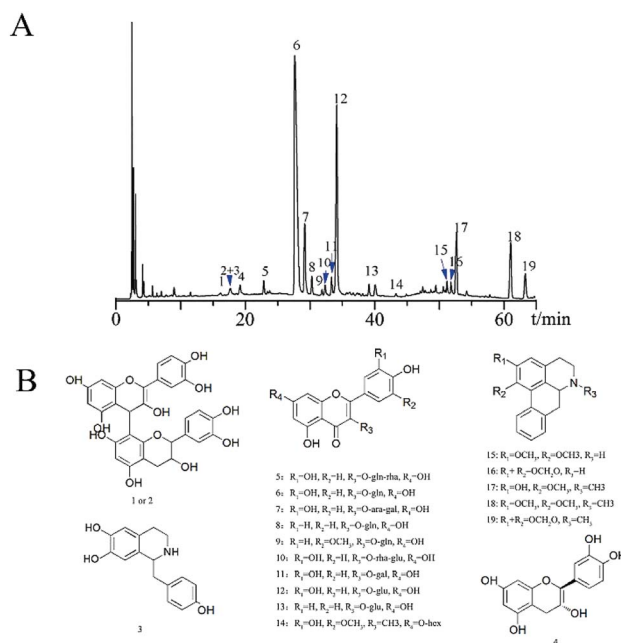 A
6
12
7
17
18
11
15
16
10
19
5
2+3
4
8
13
1
9
14
0
20
40
60
t/min
B
OH
OH
HO
O
OH
OH
OH
HO
O
OH
OH
OH
OH
1 or 2
HO
HO
NH
OH
3
R₁
OH
R₄
O
R₂
R₃
OH
O
5: R₁=OH, R₂=H, R₃=O-gln-rha, R₄=OH
6: R₁=OH, R₂=H, R₃=O-gln, R₄=OH
7: R₁=OH, R₂=H, R₃=O-ara-gal, R₄=OH
8: R₁=H, R₂=H, R₃=O-gln, R₄=OH
9: R₁=H, R₂=OCH₃, R₃=O-gln, R₄=OH
10: R₁=OH, R₂=H, R₃=O-rha-glu, R₄=OH
11: R₁=OH, R₂=H, R₃=O-gal, R₄=OH
12: R₁=OH, R₂=H, R₃=O-glu, R₄=OH
13: R₁=H, R₂=H, R₃=O-glu, R₄=OH
14: R₁=OH, R₂=OCH₃, R₃=CH3, R₄=O-hex
R₁
R₂
N
R₃
15: R₁=OCH₃, R₂=OCH3, R₃=H
16: R₁+ R₂=OCH₂O, R₃=H
17: R₁=OH, R₂=OCH₃, R₃=CH3
18: R₁=OCH₃, R₂=OCH₃, R₃=CH3
19: R₁+R₂=OCH₂O, R₃=CH₃
OH
OH
HO
O
OH
OH
4